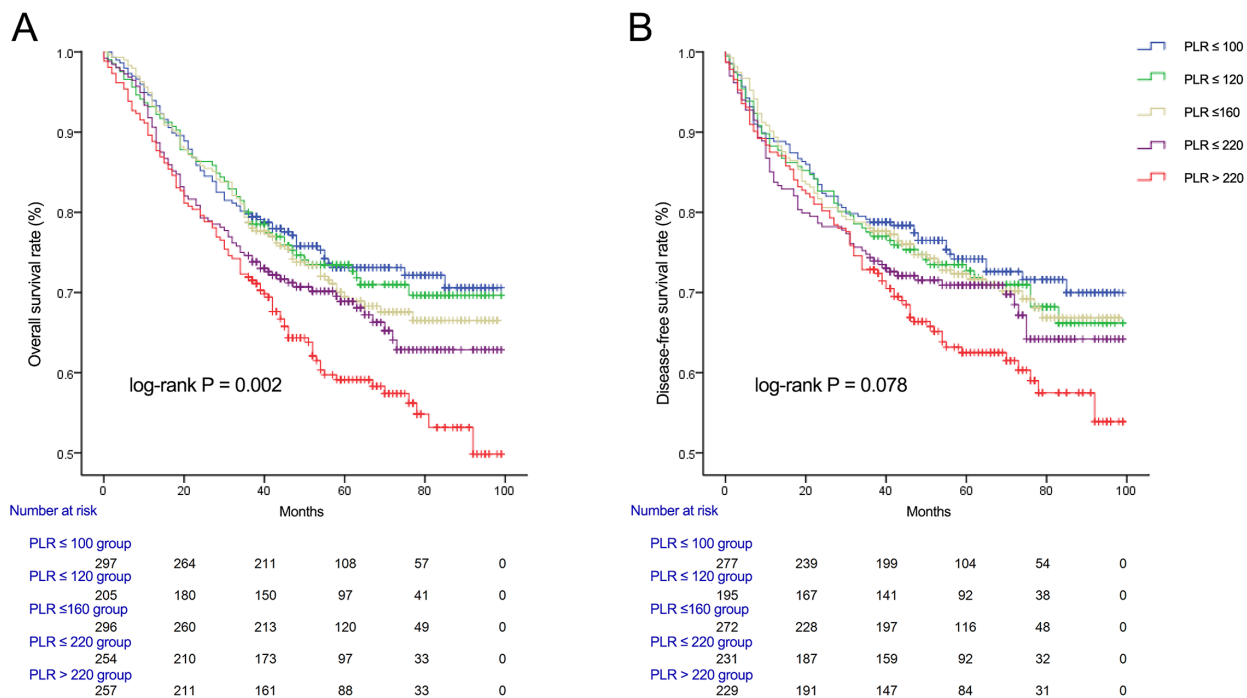 A
1.0
0.9
0.8
0.7
0.6
0.5
Overall survival rate (%)
log-rank P = 0.002
0 20 40 60 80 100
Months
Number at risk
PLR ≤ 100 group
297 264 211 108 57 0
PLR ≤ 120 group
205 180 150 97 41 0
PLR ≤160 group
296 260 213 120 49 0
PLR ≤ 220 group
254 210 173 97 33 0
PLR > 220 group
257 211 161 88 33 0
B
1.0
0.9
0.8
0.7
0.6
0.5
Disease-free survival rate (%)
log-rank P = 0.078
0 20 40 60 80 100
Months
PLR ≤ 100
PLR ≤ 120
PLR ≤160
PLR ≤ 220
PLR > 220
Number at risk
PLR ≤ 100 group
277 239 199 104 54 0
PLR ≤ 120 group
195 167 141 92 38 0
PLR ≤160 group
272 228 197 116 48 0
PLR ≤ 220 group
231 187 159 92 32 0
PLR > 220 group
229 191 147 84 31 0